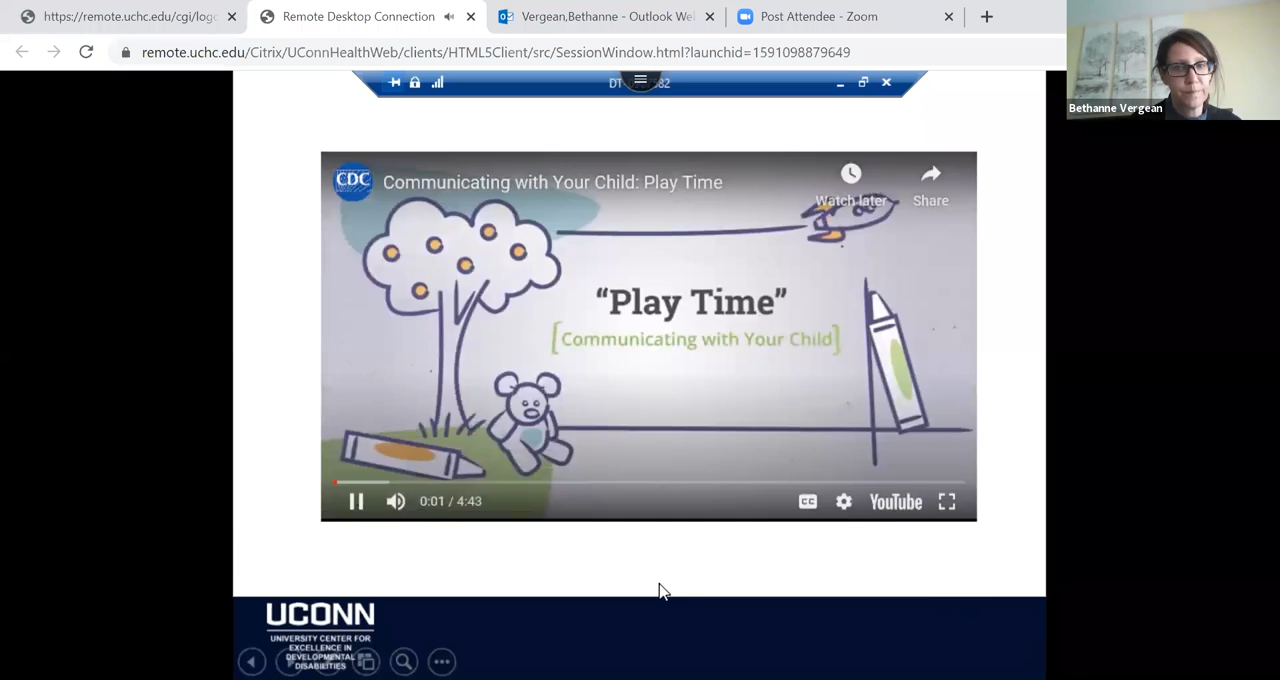 https://remote.uchc.edu/cgi/logo
Remote Desktop Connection
Vergean,Bethanne - Outlook We
Post Attendee - Zoom
remote.uchc.edu/Citrix/UConnHealthWeb/clients/HTML5Client/src/SessionWindow.html?launchid=1591098879649
Bethanne Vergean
CDC
Communicating with Your Child: Play Time
Watch later
Share
“Play Time”
[Communicating with Your Child]
0:01 / 4:43
CC
YouTube
UCONN
UNIVERSITY CENTER FOR
EXCELLENCE IN
DEVELOPMENTAL
DISABILITIES